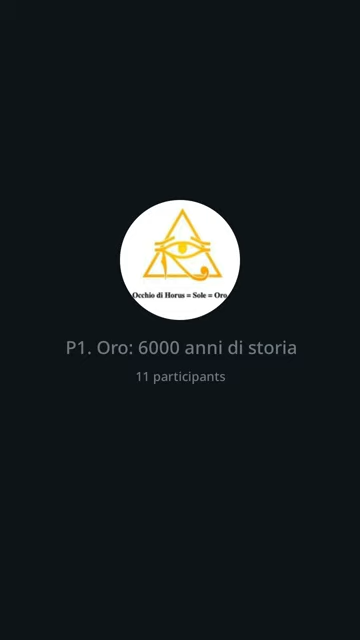 Occhio di Horus = Sole = Oro
P1. Oro: 6000 anni di storia
11 participants